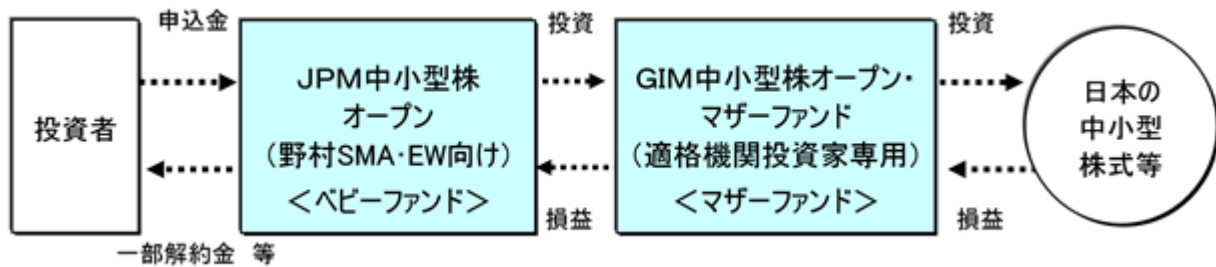 申込金
投資
投資
投資者
JPM中小型株
オープン
(野村SMA・EW向け)
＜ベビーファンド＞
GIM中小型株オープン・
マザーファンド
(適格機関投資家専用)
＜マザーファンド＞
日本の
中小型
株式等
一部解約金 等
損益
損益